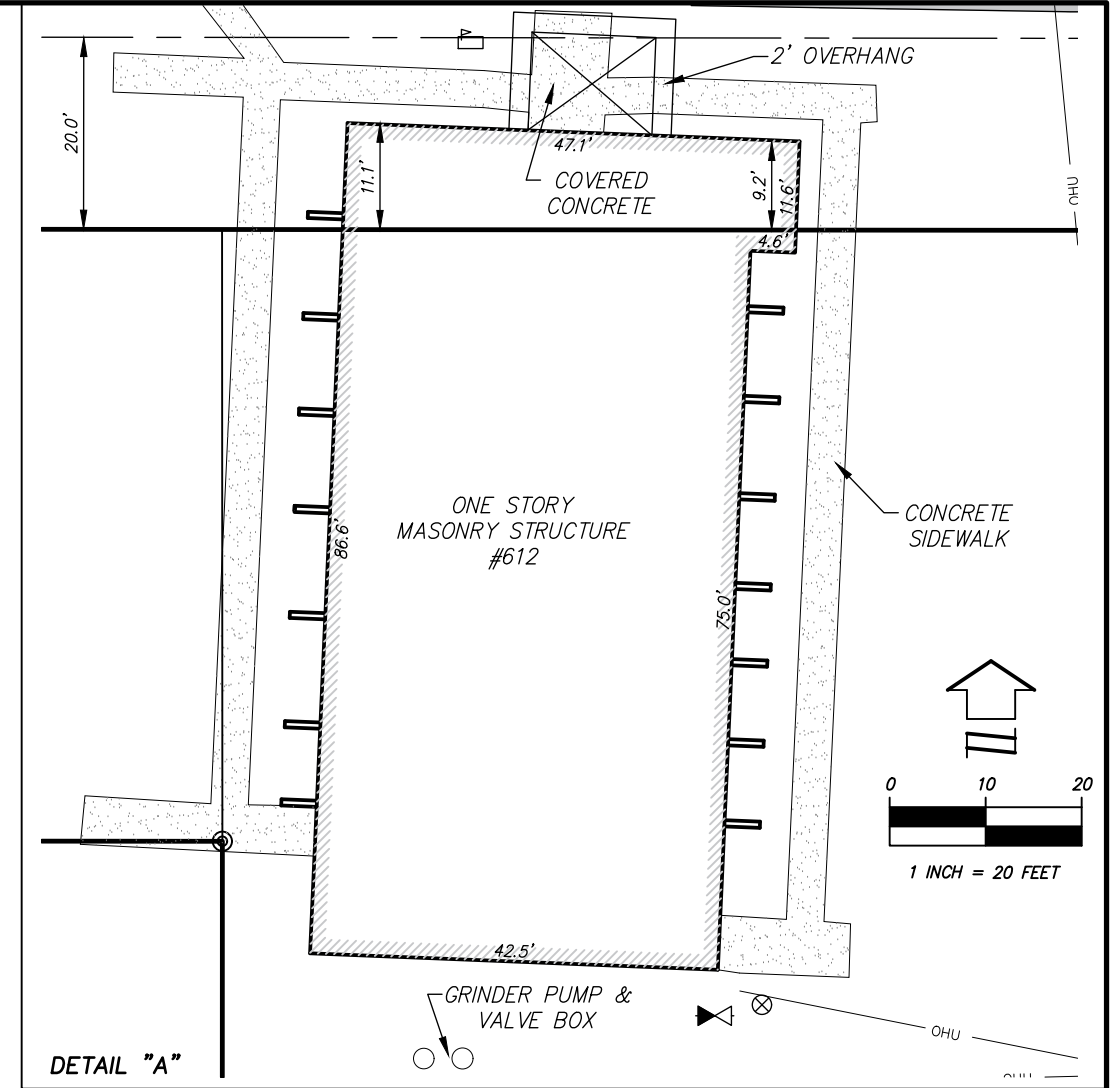 2' OVERHANG
20.0'
47.1'
11.1'
9.2'
11.6'
OHU
COVERED
CONCRETE
4.6'
ONE STORY
MASONRY STRUCTURE
#612
CONCRETE
SIDEWALK
86.6'
75.0'
0 10 20
1 INCH = 20 FEET
42.5'
GRINDER PUMP &
VALVE BOX
OHU
DETAIL "A"
OHU